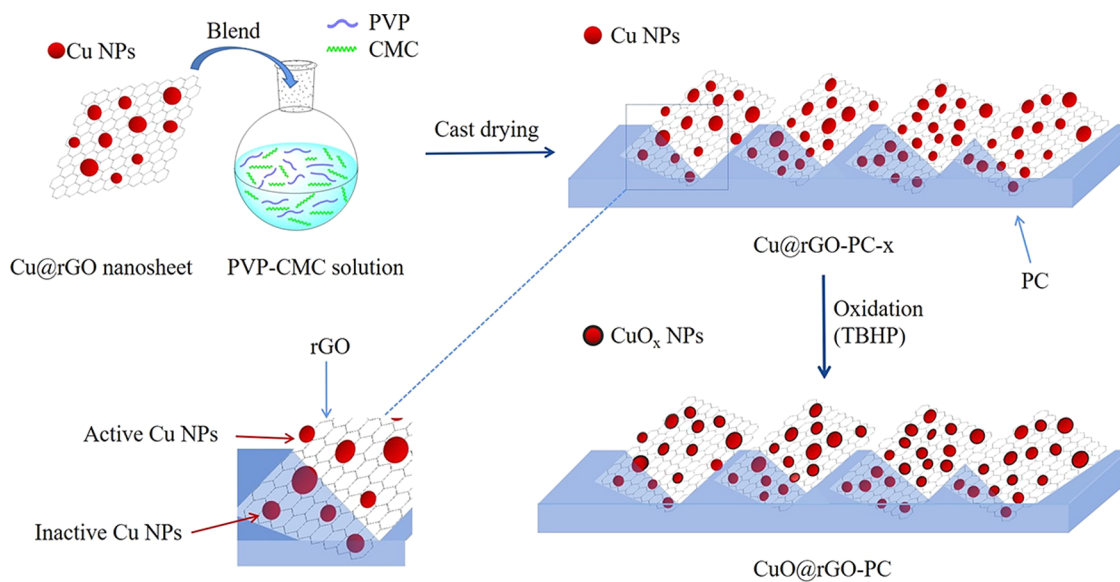 Blend
PVP
CMC
Cu NPs
Cu@rGO nanosheet
PVP-CMC solution
Cast drying
Cu NPs
Cu@rGO-PC-x
PC
Oxidation
(TBHP)
rGO
Active Cu NPs
Inactive Cu NPs
CuOₓ NPs
CuO@rGO-PC